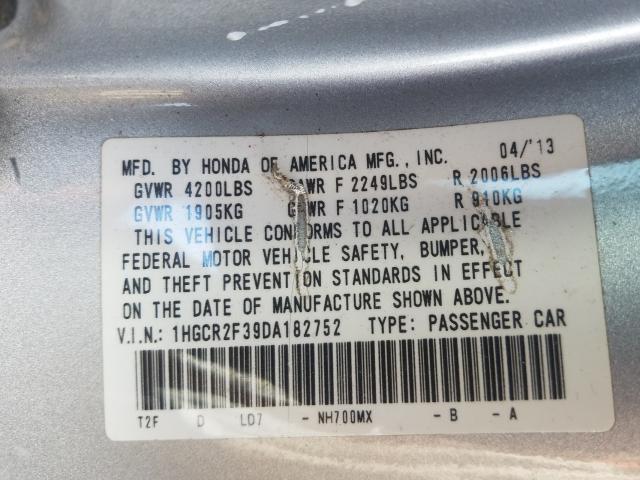 MFD. BY HONDA OF AMERICA MFG., INC. 04/'13
GVWR 4200LBS GAWR F 2249LBS R 2006LBS
GVWR 1905KG GAWR F 1020KG R 910KG
THIS VEHICLE CONFORMS TO ALL APPLICABLE
FEDERAL MOTOR VEHICLE SAFETY, BUMPER,
AND THEFT PREVENTION STANDARDS IN EFFECT
ON THE DATE OF MANUFACTURE SHOWN ABOVE.
V.I.N.: 1HGCR2F39DA182752 TYPE: PASSENGER CAR
T2F D LD7 - NH700MX - B - A